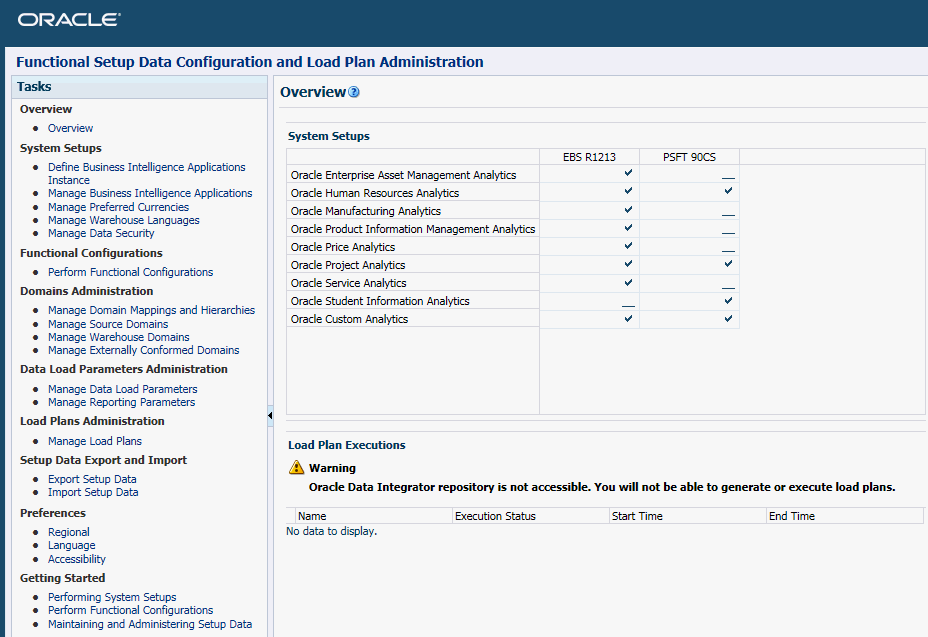 ORACLE
Functional Setup Data Configuration and Load Plan Administration
Tasks
Overview
Overview
System Setups
Define Business Intelligence Applications
Instance
Manage Business Intelligence Applications
Manage Preferred Currencies
Manage Warehouse Languages
Manage Data Security
Functional Configurations
Perform Functional Configurations
Domains Administration
Manage Domain Mappings and Hierarchies
Manage Source Domains
Manage Warehouse Domains
Manage Externally Conformed Domains
Data Load Parameters Administration
Manage Data Load Parameters
Manage Reporting Parameters
Load Plans Administration
Manage Load Plans
Setup Data Export and Import
Export Setup Data
Import Setup Data
Preferences
Regional
Language
Accessibility
Getting Started
Performing System Setups
Perform Functional Configurations
Maintaining and Administering Setup Data
Overview
System Setups
EBS R1213 PSFT 90CS
Oracle Enterprise Asset Management Analytics
Oracle Human Resources Analytics
Oracle Manufacturing Analytics
Oracle Product Information Management Analytics
Oracle Price Analytics
Oracle Project Analytics
Oracle Service Analytics
Oracle Student Information Analytics
Oracle Custom Analytics
Load Plan Executions
Warning
Oracle Data Integrator repository is not accessible. You will not be able to generate or execute load plans.
Name Execution Status Start Time End Time
No data to display.